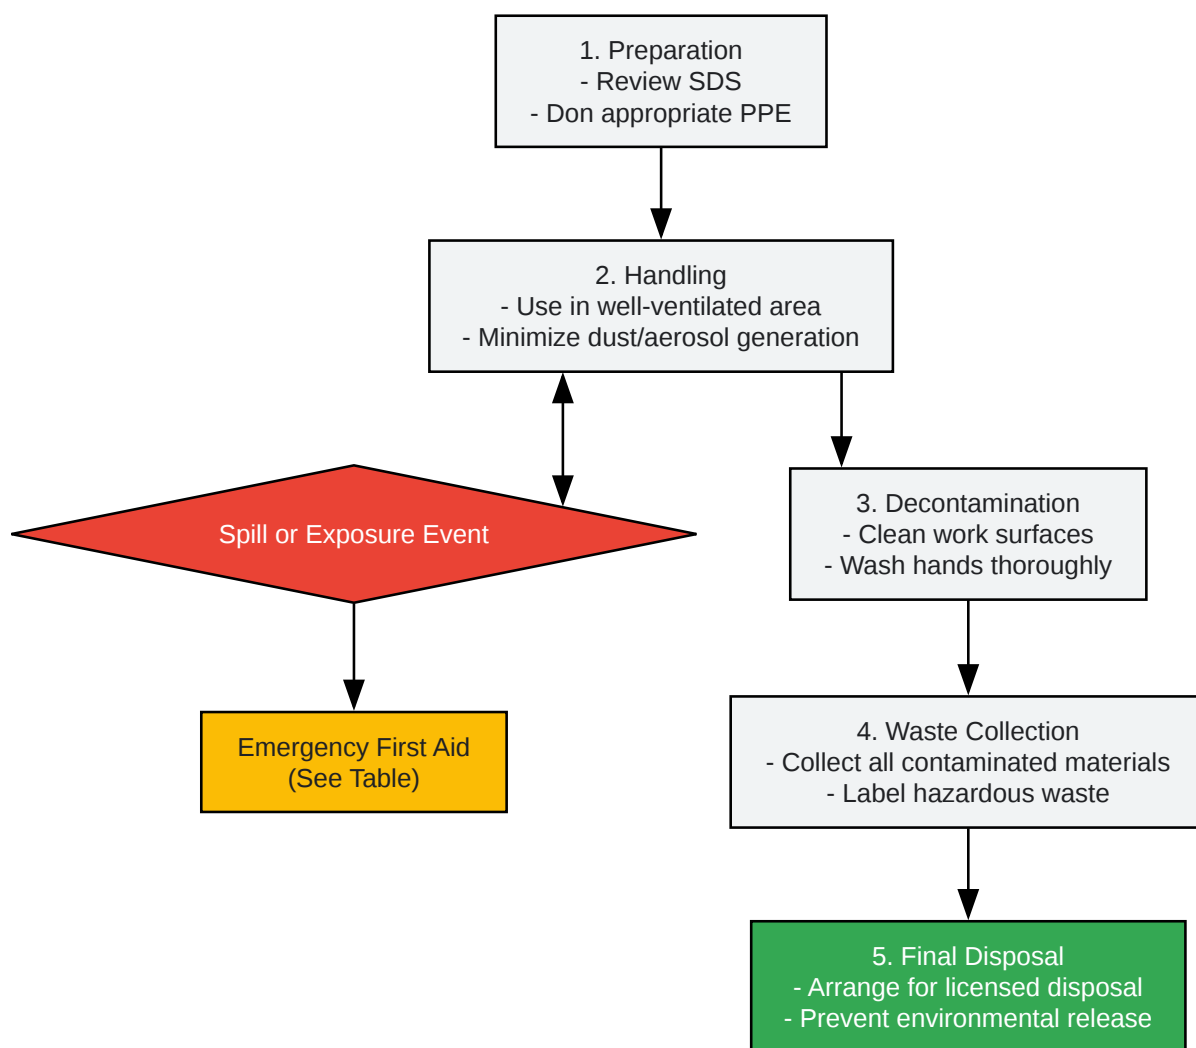 1. Preparation
- Review SDS
- Don appropriate PPE
2. Handling
- Use in well-ventilated area
- Minimize dust/aerosol generation
Spill or Exposure Event
3. Decontamination
- Clean work surfaces
- Wash hands thoroughly
Emergency First Aid
(See Table)
4. Waste Collection
- Collect all contaminated materials
- Label hazardous waste
5. Final Disposal
- Arrange for licensed disposal
- Prevent environmental release